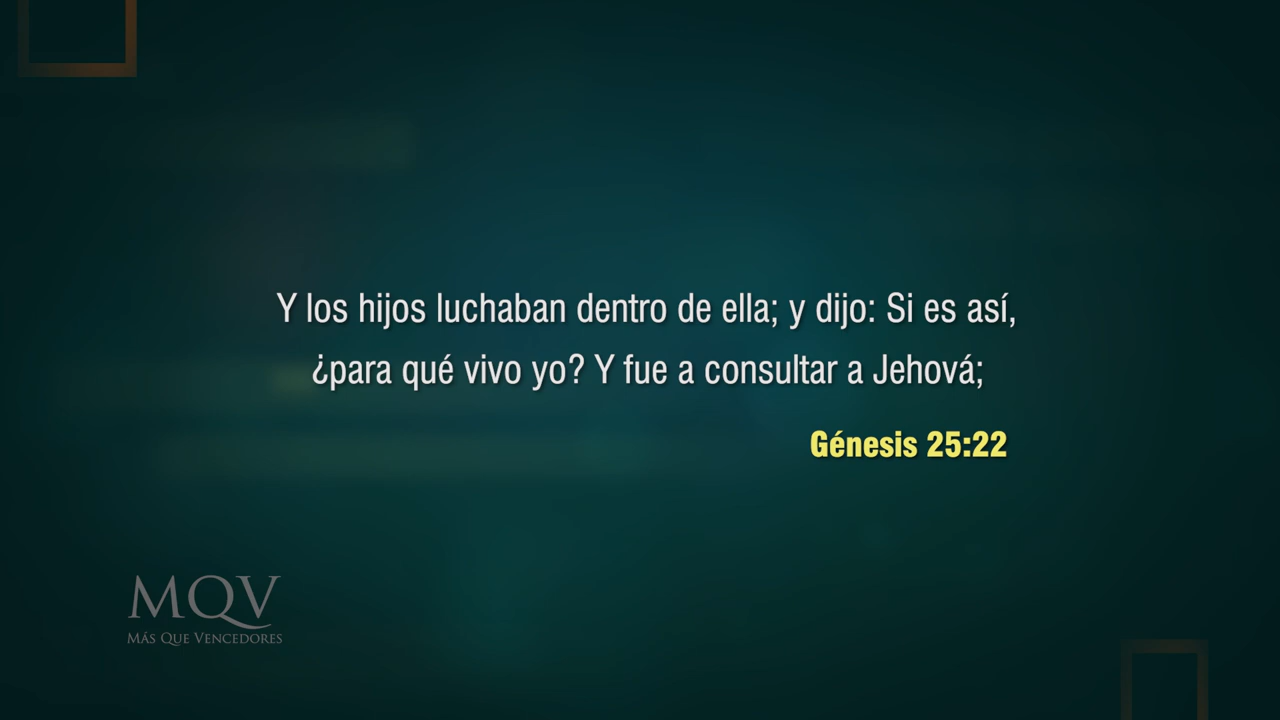 Y los hijos luchaban dentro de ella; y dijo: Si es así,
¿para qué vivo yo? Y fue a consultar a Jehová;
Génesis 25:22
MQV
MÁS QUE VENCEDORES